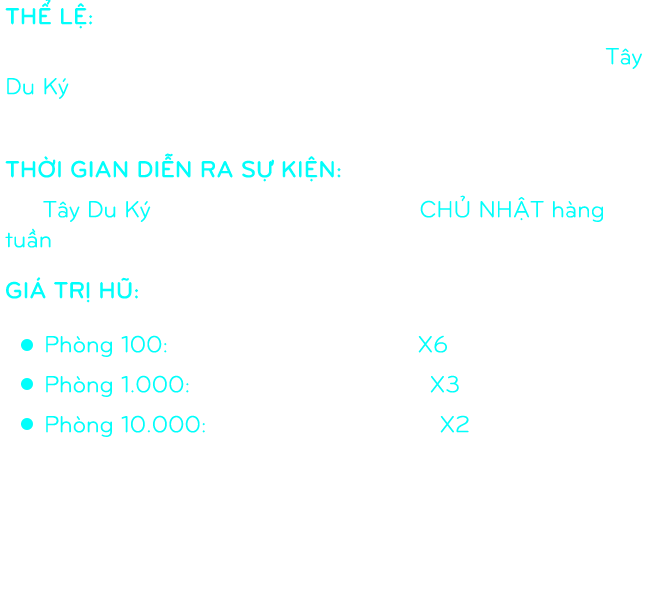 THỂ LỆ:
Tây
Du Ký
THỜI GIAN DIỄN RA SỰ KIỆN:
Tây Du Ký CHỦ NHẬT hàng
tuần
GIÁ TRỊ HŨ:
● Phòng 100: X6
● Phòng 1.000: X3
● Phòng 10.000: X2